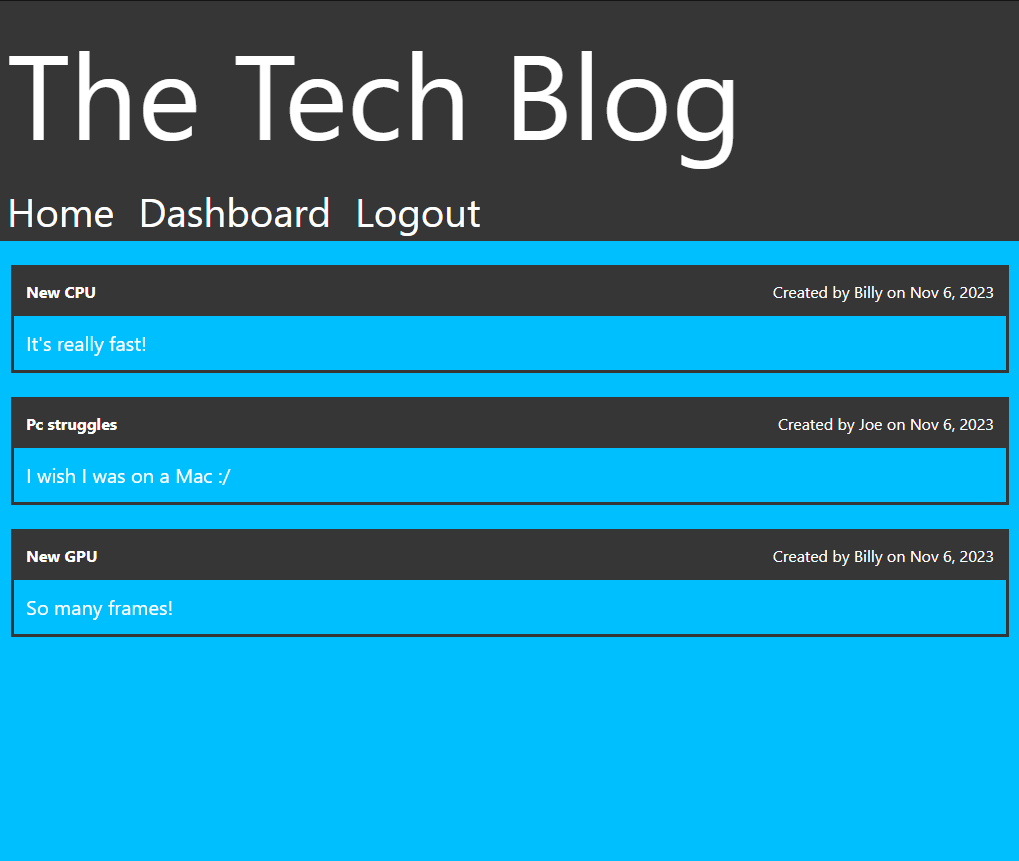 The Tech Blog
Home Dashboard Logout
New CPU Created by Billy on Nov 6, 2023
It's really fast!
Pc struggles Created by Joe on Nov 6, 2023
I wish I was on a Mac :/
New GPU Created by Billy on Nov 6, 2023
So many frames!